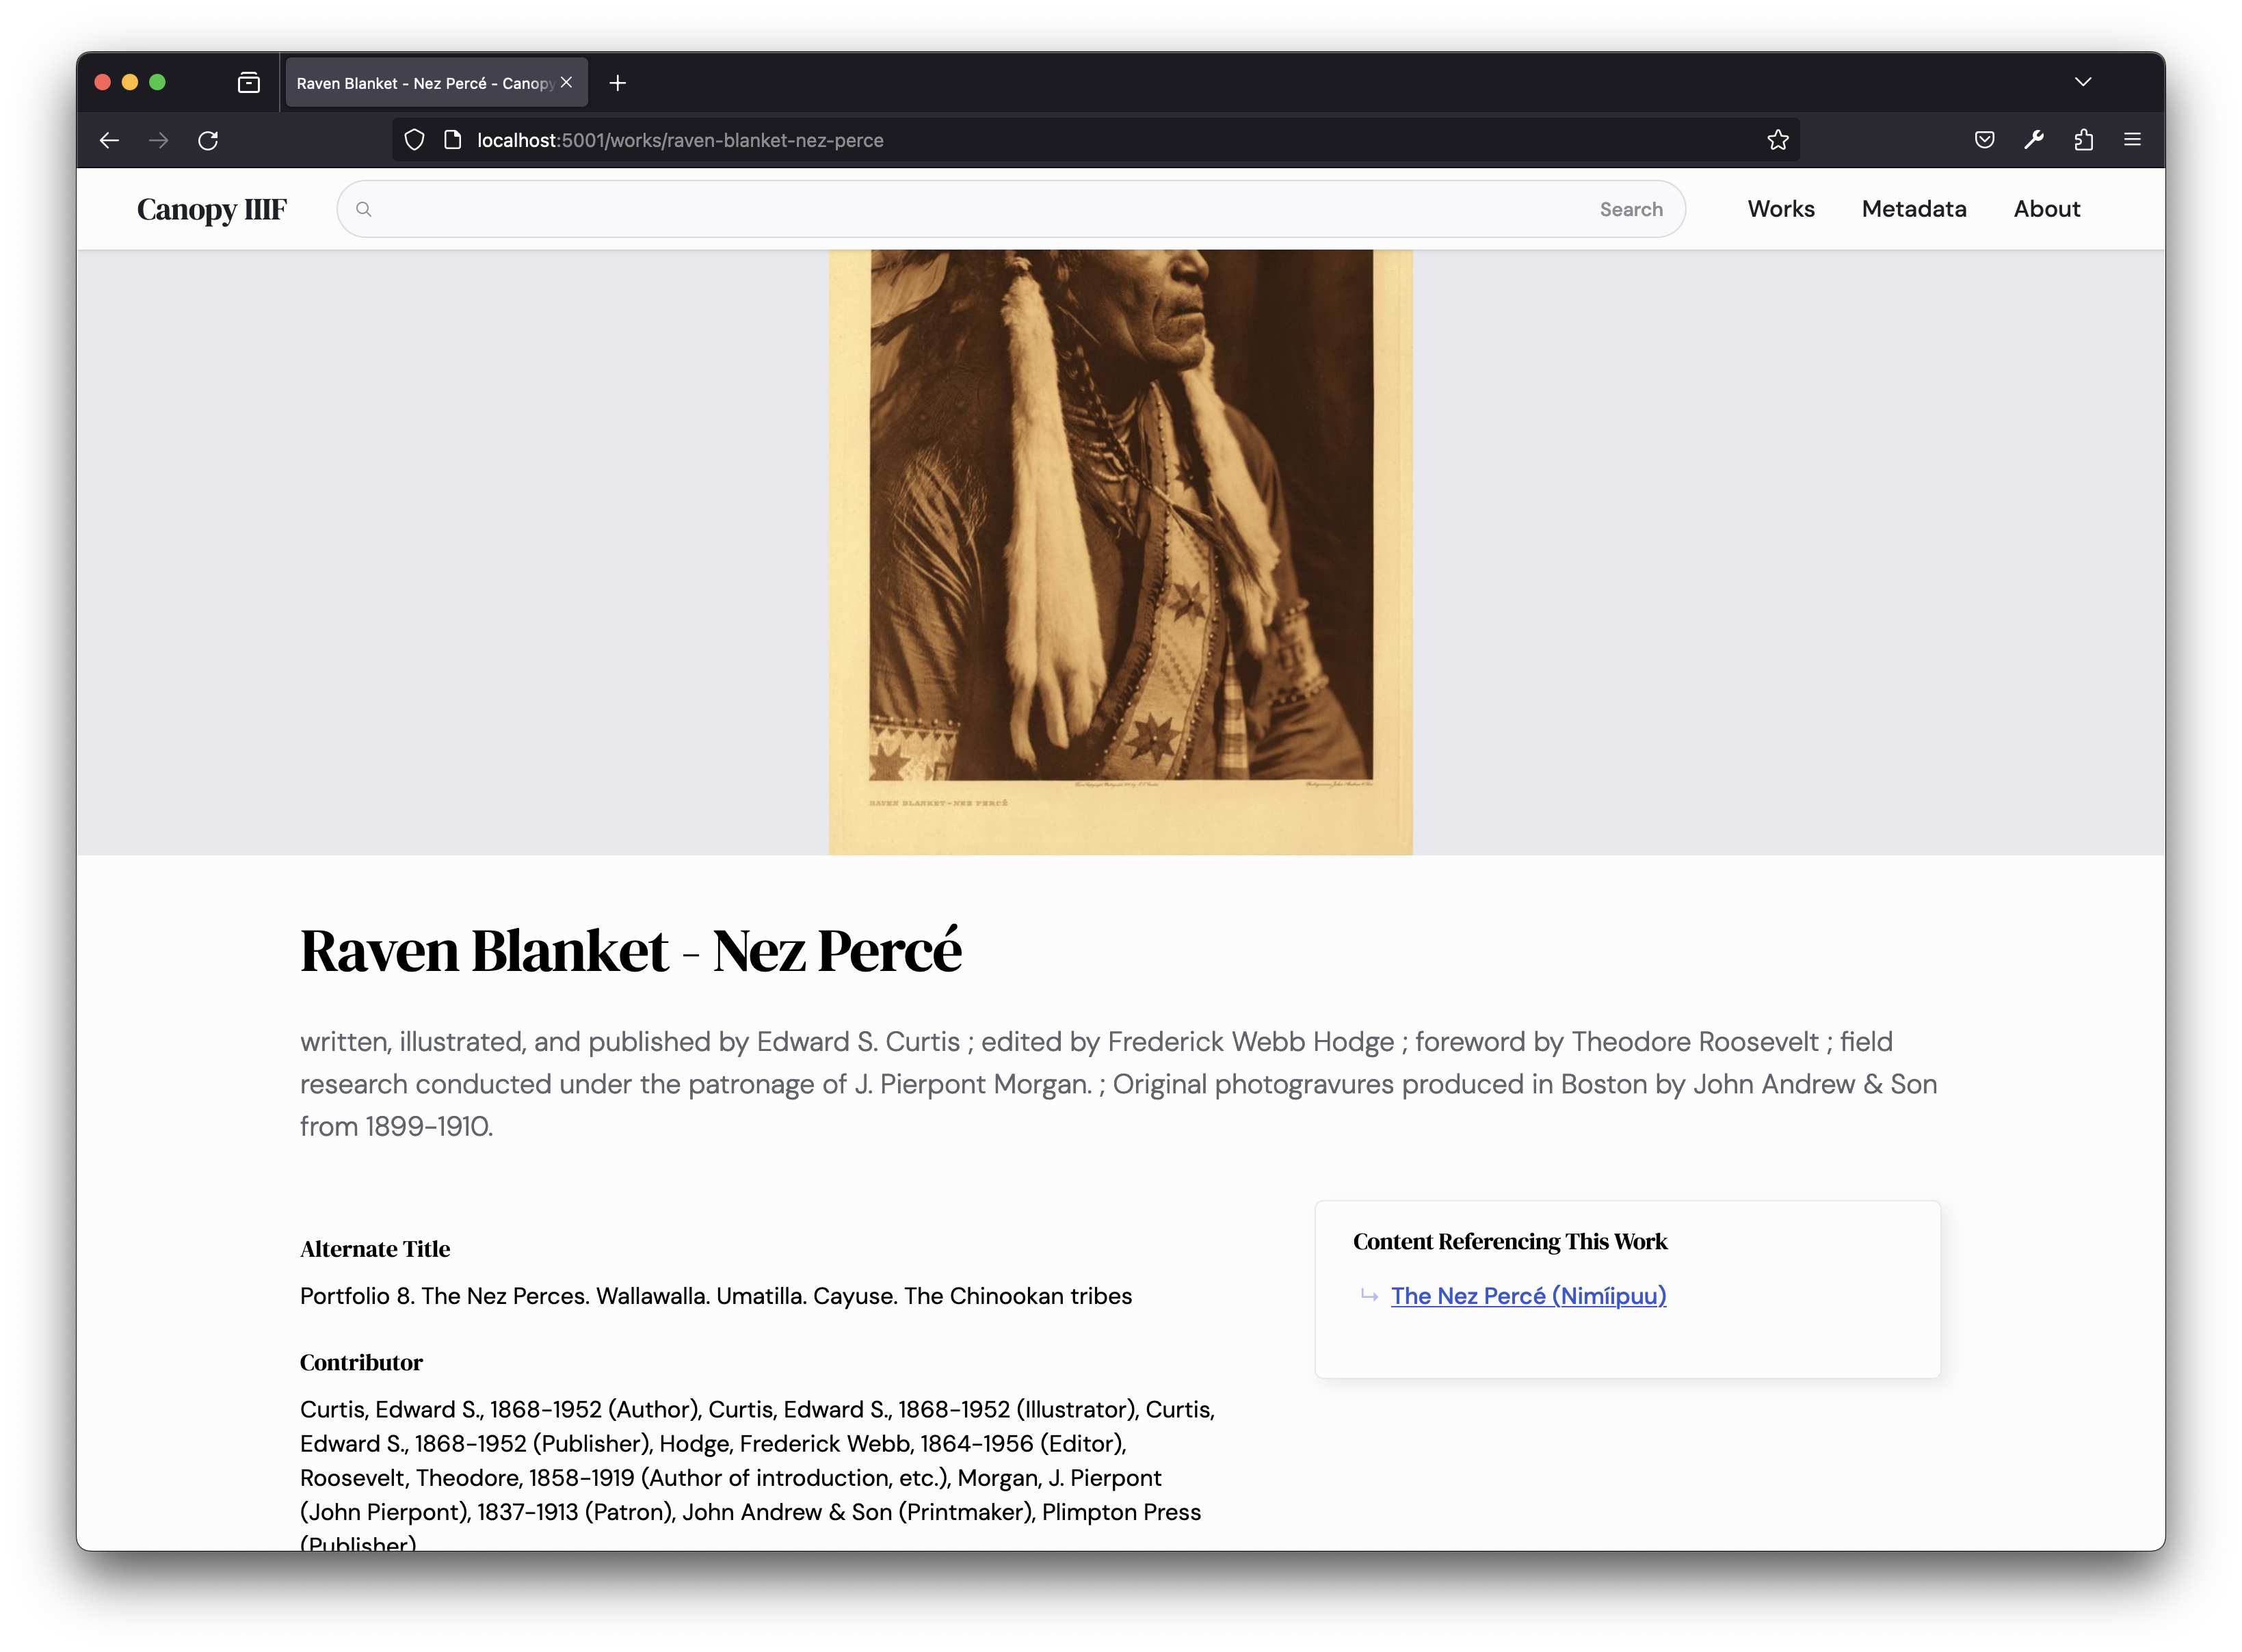 Raven Blanket - Nez Percé - Canopy
localhost:5001/works/raven-blanket-nez-perce
Canopy IIIF
Search
Works
Metadata
About
RAVEN BLANKET - NEZ PERCÉ
Raven Blanket - Nez Percé
written, illustrated, and published by Edward S. Curtis ; edited by Frederick Webb Hodge ; foreword by Theodore Roosevelt ; field
research conducted under the patronage of J. Pierpont Morgan. ; Original photogravures produced in Boston by John Andrew & Son
from 1899-1910.
Alternate Title
Portfolio 8. The Nez Perces. Wallawalla. Umatilla. Cayuse. The Chinookan tribes
Contributor
Curtis, Edward S., 1868-1952 (Author), Curtis, Edward S., 1868-1952 (Illustrator), Curtis,
Edward S., 1868-1952 (Publisher), Hodge, Frederick Webb, 1864-1956 (Editor),
Roosevelt, Theodore, 1858-1919 (Author of introduction, etc.), Morgan, J. Pierpont
(John Pierpont), 1837-1913 (Patron), John Andrew & Son (Printmaker), Plimpton Press
(Publisher)
Content Referencing This Work
The Nez Percé (Nimíipuu)